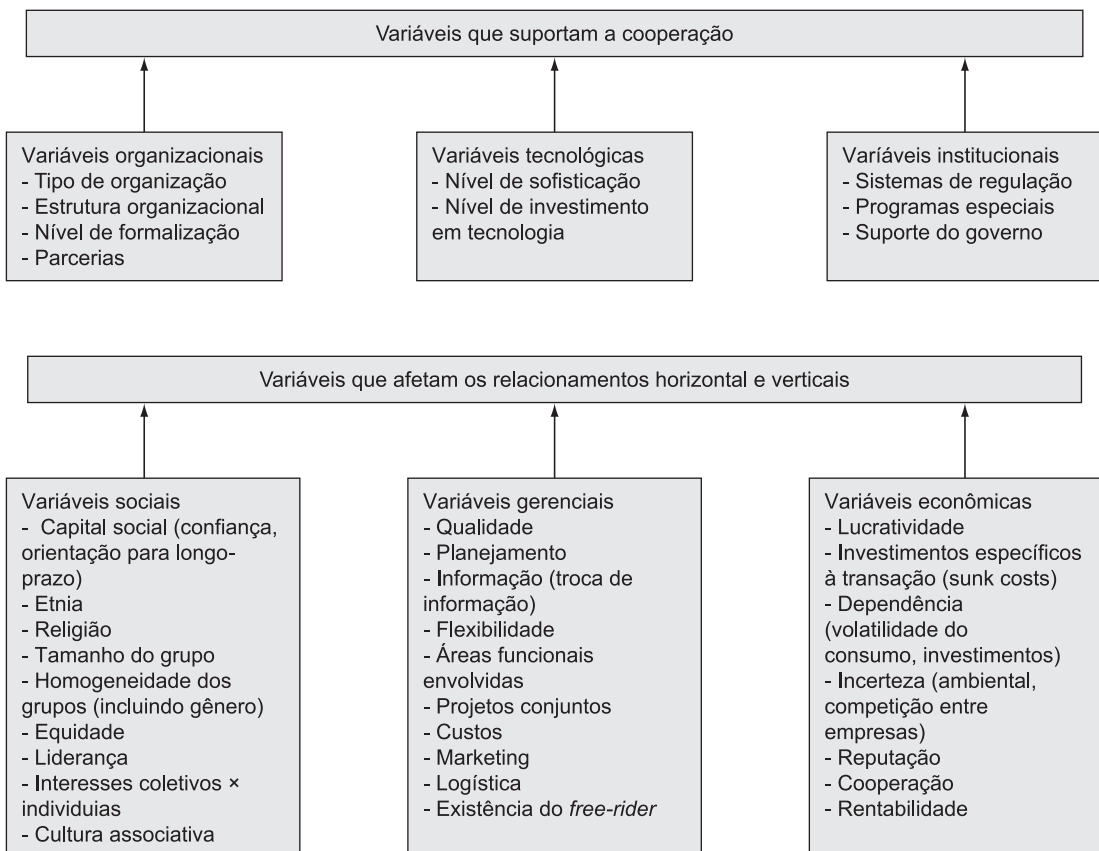 Variáveis que suportam a cooperação
Variáveis organizacionais
- Tipo de organização
- Estrutura organizacional
- Nível de formalização
- Parcerias
Variáveis tecnológicas
- Nível de sofisticação
- Nível de investimento
em tecnologia
Varíáveis institucionais
- Sistemas de regulação
- Programas especiais
- Suporte do governo
Variáveis que afetam os relacionamentos horizontal e verticais
Variáveis sociais
- Capital social (confiança,
orientação para longo-
prazo)
- Etnia
- Religião
- Tamanho do grupo
- Homogeneidade dos
grupos (incluindo gênero)
- Equidade
- Liderança
- Interesses coletivos ×
individuias
- Cultura associativa
Variáveis gerenciais
- Qualidade
- Planejamento
- Informação (troca de
informação)
- Flexibilidade
- Áreas funcionais
envolvidas
- Projetos conjuntos
- Custos
- Marketing
- Logística
- Existência do free-rider
Variáveis econômicas
- Lucratividade
- Investimentos específicos
à transação (sunk costs)
- Dependência
(volatilidade do
consumo, investimentos)
- Incerteza (ambiental,
competição entre
empresas)
- Reputação
- Cooperação
- Rentabilidade